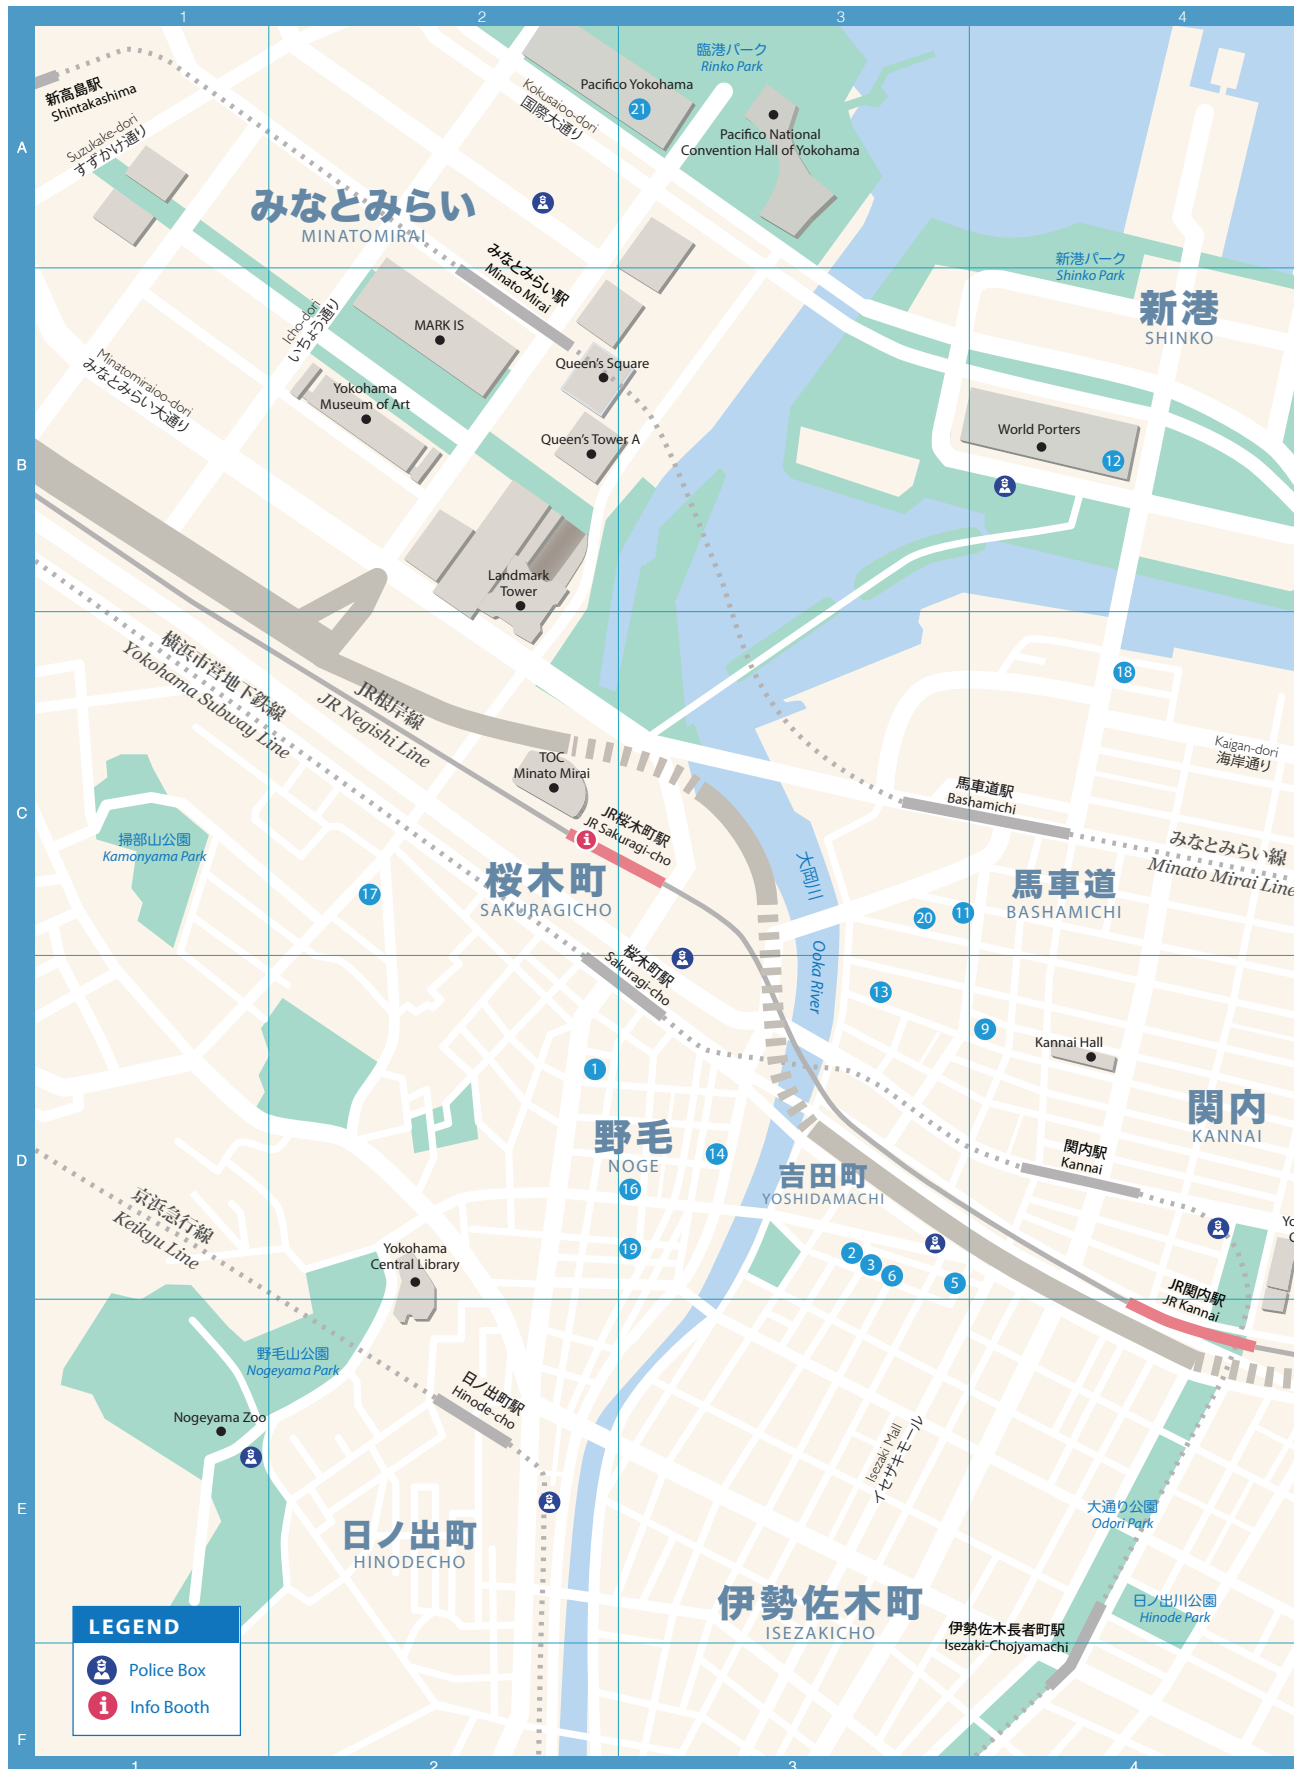 1
2
3
4
臨港パーク
Rinko Park
新高島駅
Shintakashima
Pacifico Yokohama
21
Kokusaioo-dori
国際大通り
Suzukake-dori
すずかけ通り
Pacifico National
Convention Hall of Yokohama
A
みなとみらい
MINATOMIRAI
みなとみらい駅
Minato Mirai
新港パーク
Shinko Park
新港
SHINKO
Icho-dori
いちょう通り
MARK IS
Minatomiraioo-dori
みなとみらい大通り
Queen's Square
Yokohama
Museum of Art
Queen's Tower A
World Porters
12
B
Landmark
Tower
横浜市営地下鉄線
Yokohama Subway Line
JR根岸線
JR Negishi Line
18
Kaigan-dori
海岸通り
TOC
Minato Mirai
馬車道駅
Bashamichi
C
掃部山公園
Kamonyama Park
JR桜木町駅
JR Sakuragi-cho
i
みなとみらい線
Minato Mirai Line
大岡川
Ooka River
桜木町
SAKURAGICHO
17
馬車道
BASHAMICHI
20
11
桜木町駅
Sakuragi-cho
13
9
Kannai Hall
1
関内
KANNAI
野毛
NOGE
14
関内駅
Kannai
D
吉田町
YOSHIDAMACHI
16
京浜急行線
Keikyu Line
Yokohama
Central Library
19
2
3
6
5
JR関内駅
JR Kannai
野毛山公園
Nogeyama Park
日ノ出町駅
Hinode-cho
Nogeyama Zoo
Isezaki Mall
イセザキモール
E
大通り公園
Odori Park
日ノ出町
HINODECHO
伊勢佐木町
ISEZAKICHO
日ノ出川公園
Hinode Park
伊勢佐木長者町駅
Isezaki-Chojyamachi
LEGEND
Police Box
i
Info Booth
F
1
2
3
4